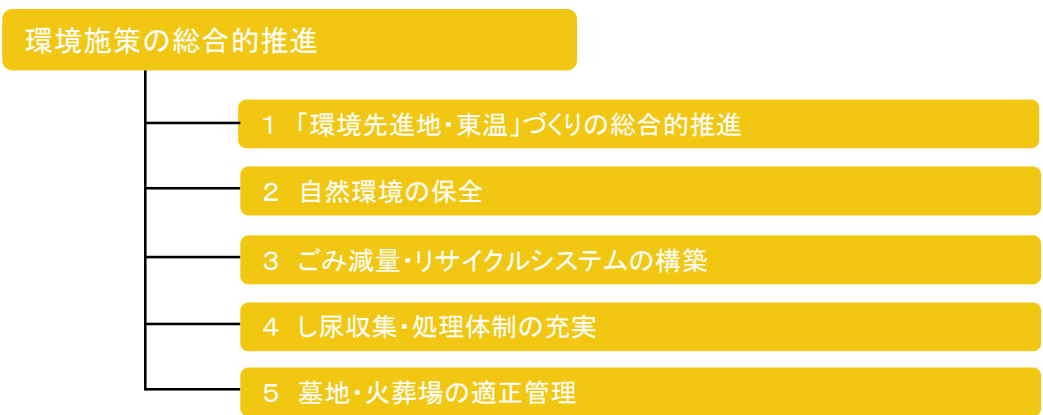 環境施策の総合的推進
１ 「環境先進地・東温」づくりの総合的推進
２ 自然環境の保全
３ ごみ減量・リサイクルシステムの構築
４ し尿収集・処理体制の充実
５ 墓地・火葬場の適正管理